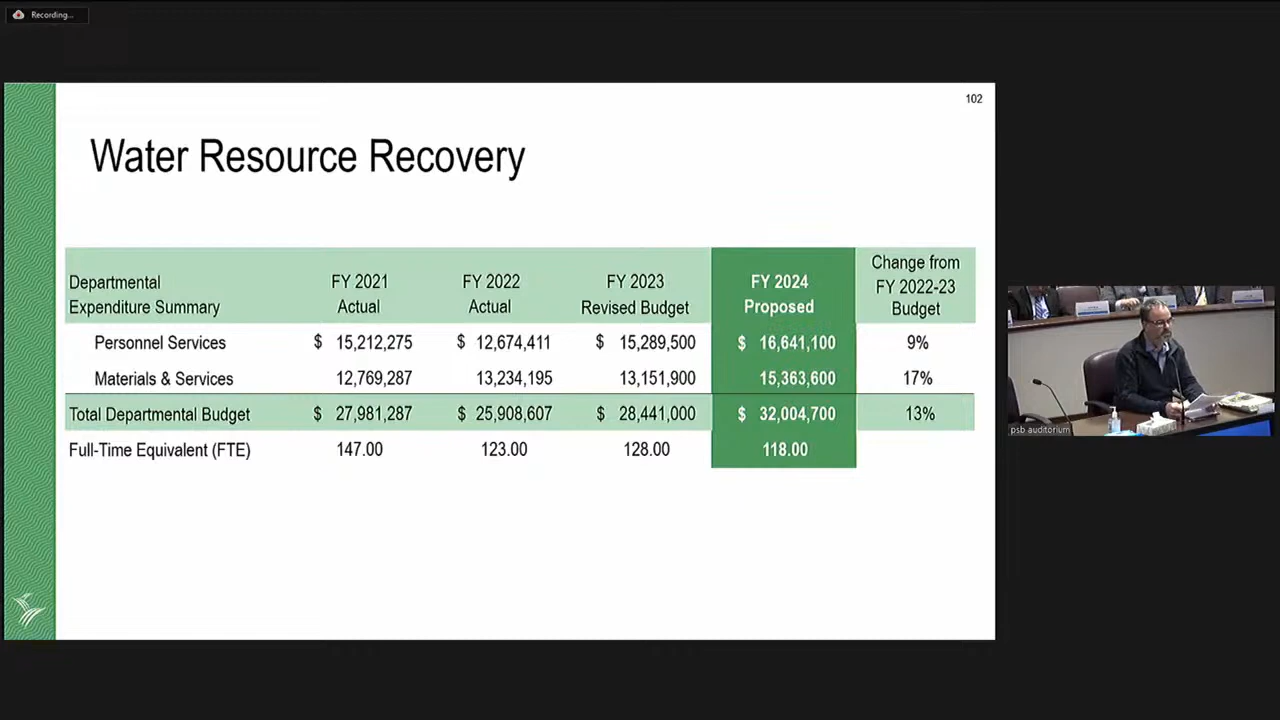 Recording...
102
Water Resource Recovery
Departmental Expenditure Summary FY 2021 Actual FY 2022 Actual FY 2023 Revised Budget FY 2024 Proposed Change from FY 2022-23 Budget
Personnel Services $ 15,212,275 $ 12,674,411 $ 15,289,500 $ 16,641,100 9%
Materials & Services 12,769,287 13,234,195 13,151,900 15,363,600 17%
Total Departmental Budget $ 27,981,287 $ 25,908,607 $ 28,441,000 $ 32,004,700 13%
Full-Time Equivalent (FTE) 147.00 123.00 128.00 118.00
psb auditorium